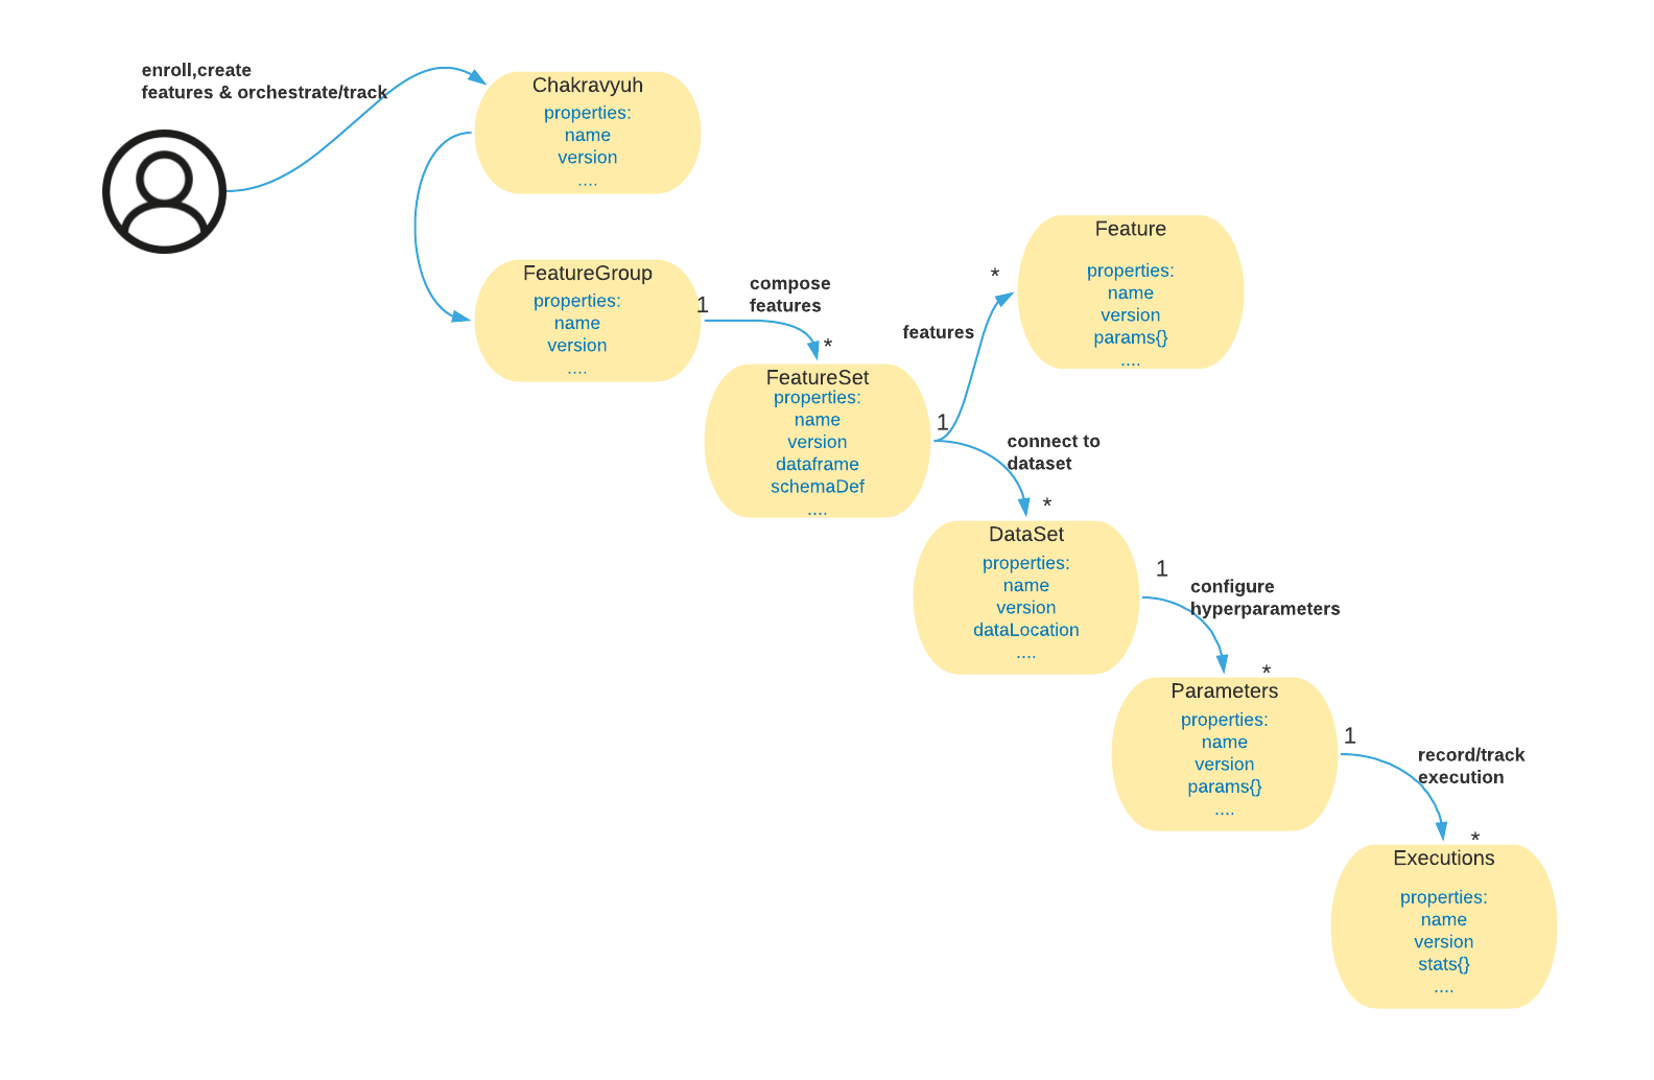 enroll,create
features & orchestrate/track
Chakravyuh
properties:
name
version
....
FeatureGroup
properties:
name
version
....
1
compose
features
*
FeatureSet
properties:
name
version
dataframe
schemaDef
....
1
features
*
Feature
properties:
name
version
params{}
....
connect to
dataset
*
DataSet
properties:
name
version
dataLocation
....
1
configure
hyperparameters
*
Parameters
properties:
name
version
params{}
....
1
record/track
execution
*
Executions
properties:
name
version
stats{}
....